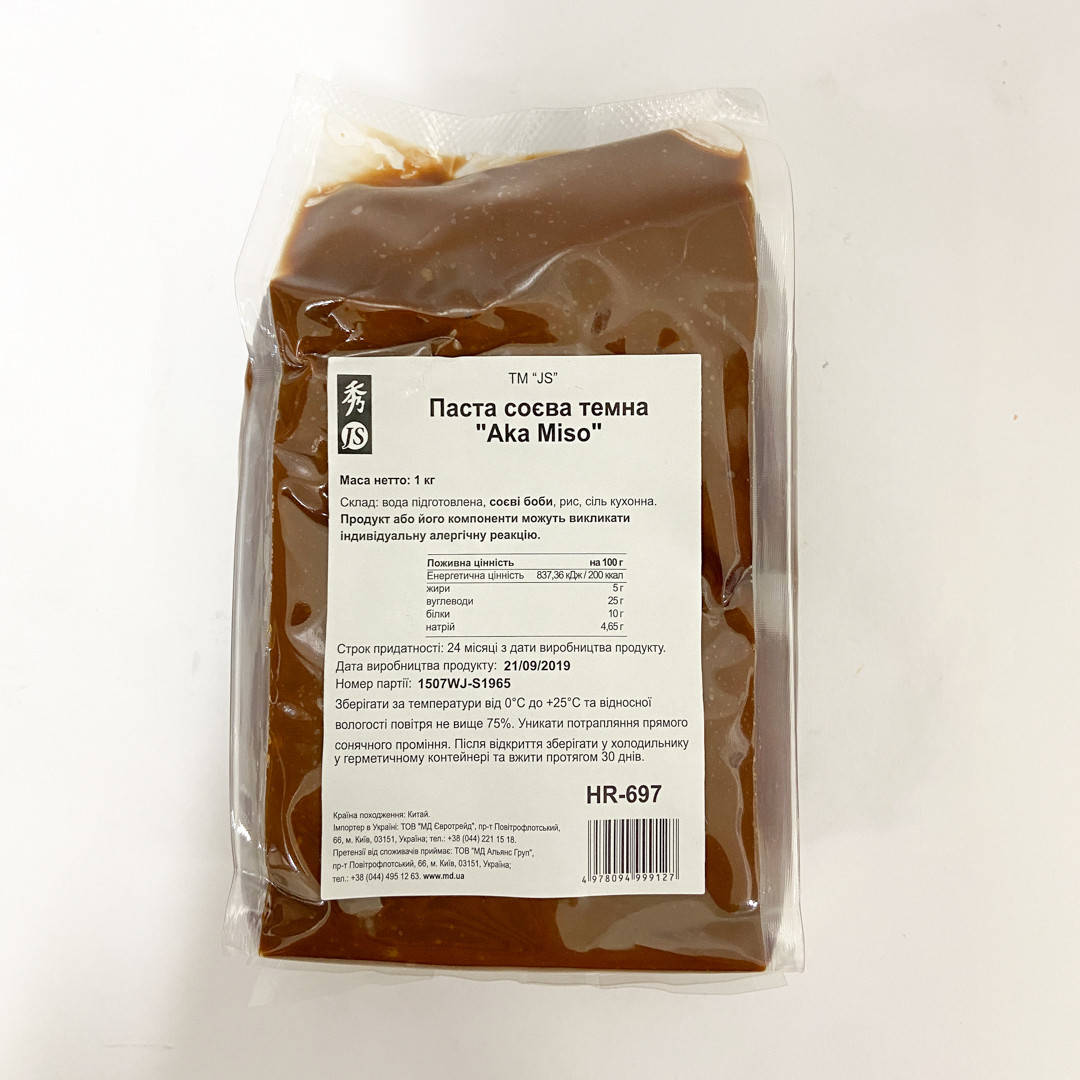 秀
JS
ТМ “JS”
Паста соєва темна
"Aka Miso"
Маса нетто: 1 кг
Склад: вода підготовлена, соєві боби, рис, сіль кухонна.
Продукт або його компоненти можуть викликати
індивідуальну алергічну реакцію.
Поживна цінність на 100 г
Енергетична цінність 837,36 кДж / 200 ккал
жири 5 г
вуглеводи 25 г
білки 10 г
натрій 4,65 г
Строк придатності: 24 місяці з дати виробництва продукту.
Дата виробництва продукту: 21/09/2019
Номер партії: 1507WJ-S1965
Зберігати за температури від 0°C до +25°C та відносної
вологості повітря не вище 75%. Уникати потрапляння прямого
сонячного проміння. Після відкриття зберігати у холодильнику
у герметичному контейнері та вжити протягом 30 днів.
HR-697
Країна походження: Китай.
Імпортер в Україні: ТОВ "МД Євротрейд", пр-т Повітрофлотський,
66, м. Київ, 03151, Україна; тел.: +38 (044) 221 15 18.
Претензії від споживачів приймає: ТОВ "МД Альянс Груп",
пр-т Повітрофлотський, 66, м. Київ, 03151, Україна;
тел.: +38 (044) 495 12 63. www.md.ua
4 978094 999127